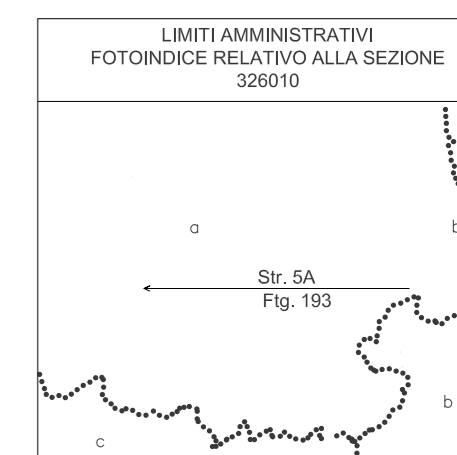 LIMITI AMMINISTRATIVI
FOTOINDICE RELATIVO ALLA SEZIONE
326010
a
b
Str. 5A
Ftg. 193
b
c